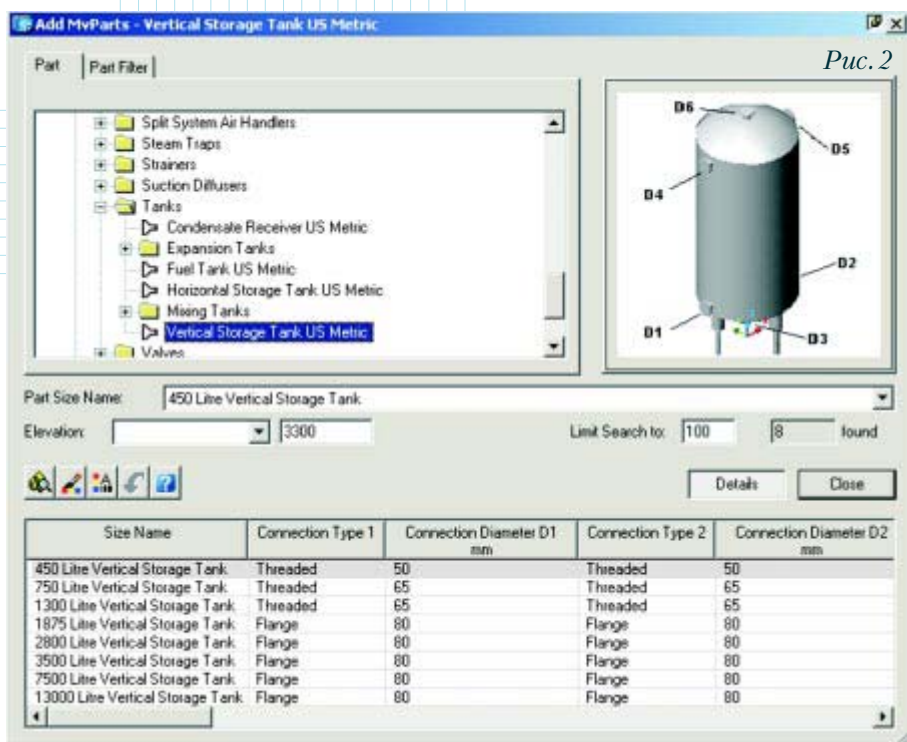 Add MvParts - Vertical Storage Tank US Metric
Рис. 2
Part
Part Filter
Split System Air Handlers
Steam Traps
Strainers
Suction Diffusers
Tanks
Condensate Receiver US Metric
Expansion Tanks
Fuel Tank US Metric
Horizontal Storage Tank US Metric
Mixing Tanks
Vertical Storage Tank US Metric
Valves
D6
D5
D4
D2
D1
D3
Part Size Name: 450 Litre Vertical Storage Tank
Elevation: 3300 Limit Search to: 100 8 found
Details Close
Size Name Connection Type 1 Connection Diameter D1 mm Connection Type 2 Connection Diameter D2 mm
450 Litre Vertical Storage Tank Threaded 50 Threaded 50
750 Litre Vertical Storage Tank Threaded 65 Threaded 65
1300 Litre Vertical Storage Tank Threaded 65 Threaded 65
1875 Litre Vertical Storage Tank Flange 80 Flange 80
2800 Litre Vertical Storage Tank Flange 80 Flange 80
3500 Litre Vertical Storage Tank Flange 80 Flange 80
7500 Litre Vertical Storage Tank Flange 80 Flange 80
13000 Litre Vertical Storage Tank Flange 80 Flange 80